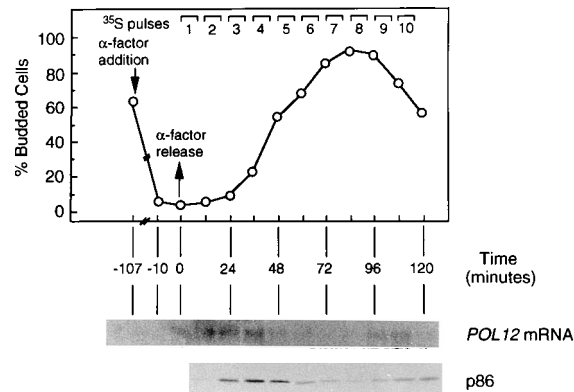 ³⁵S pulses
1 2 3 4 5 6 7 8 9 10
α-factor
addition
α-factor
release
% Budded Cells
100
80
60
40
20
0
-107 -10 0 24 48 72 96 120
Time
(minutes)
POL12 mRNA
p86